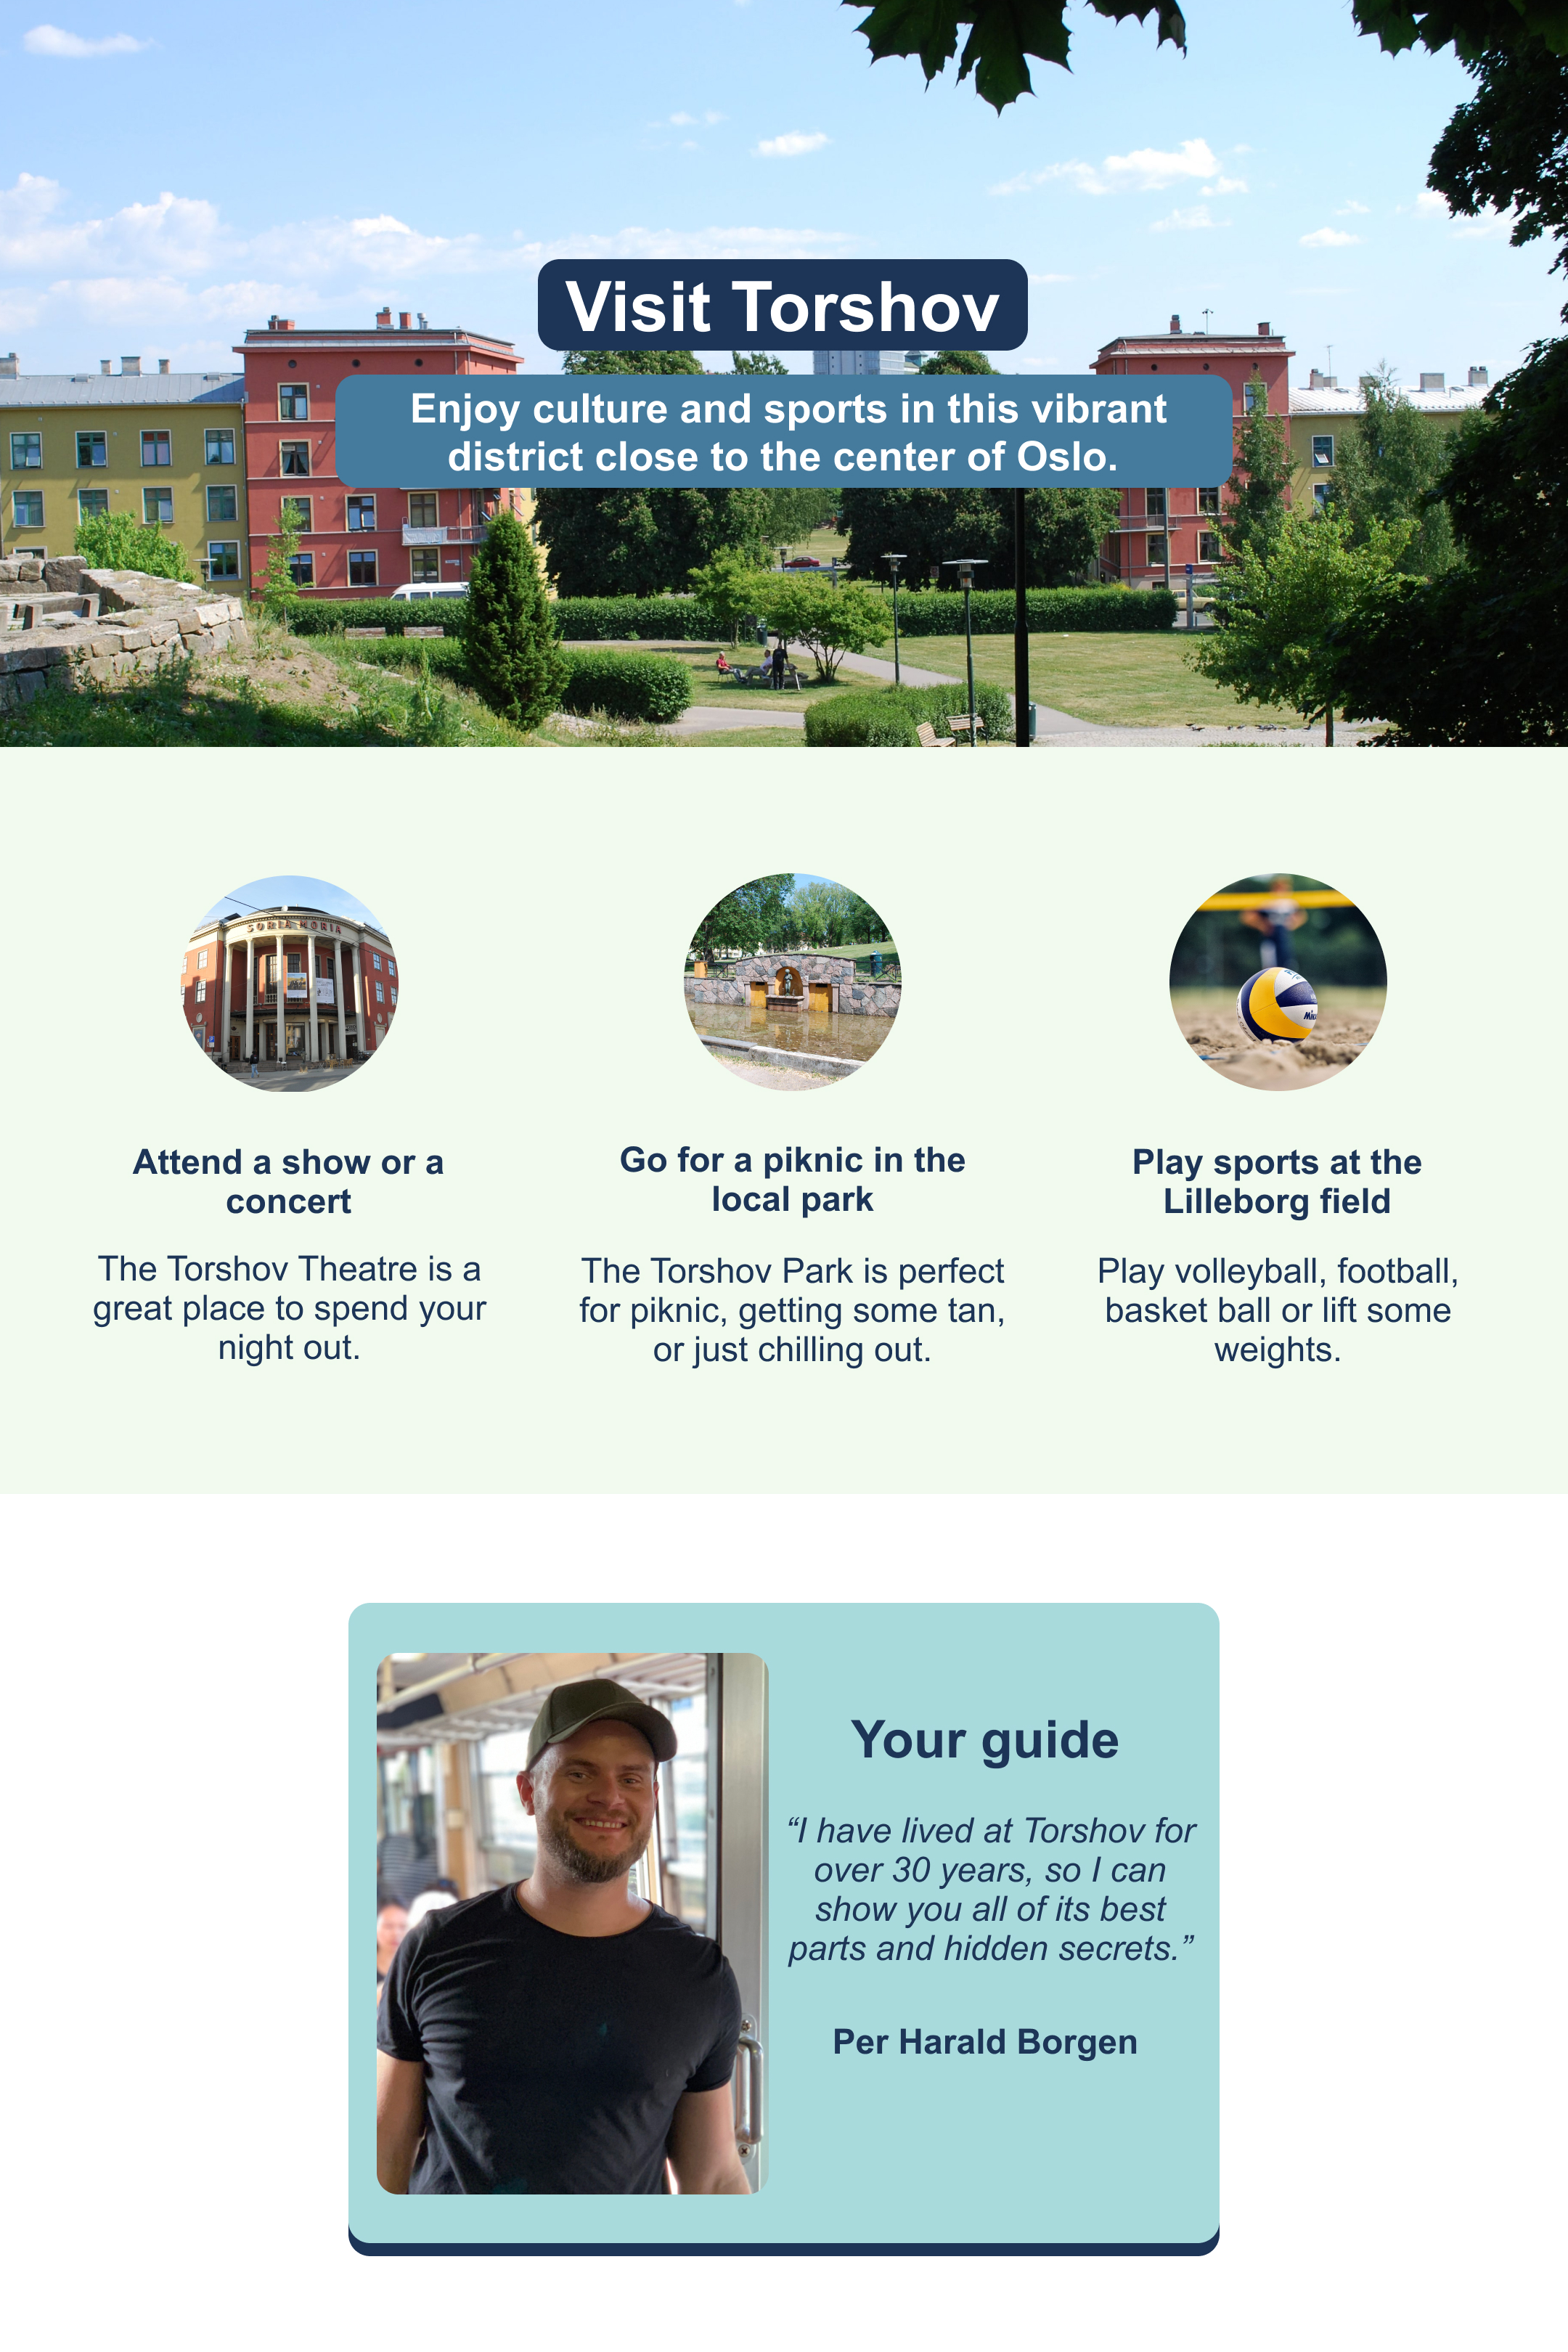 Visit Torshov
Enjoy culture and sports in this vibrant
district close to the center of Oslo.
SORIA MORIA
Attend a show or a
concert
The Torshov Theatre is a
great place to spend your
night out.
Go for a piknic in the
local park
The Torshov Park is perfect
for piknic, getting some tan,
or just chilling out.
Play sports at the
Lilleborg field
Play volleyball, football,
basket ball or lift some
weights.
Your guide
“I have lived at Torshov for
over 30 years, so I can
show you all of its best
parts and hidden secrets.”
Per Harald Borgen